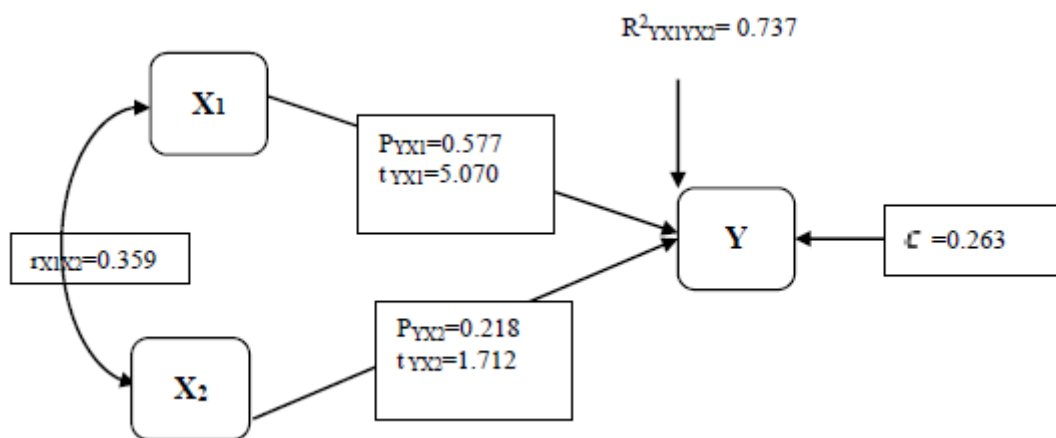 R²YX1YX2= 0.737
X1
PYX1=0.577
tYX1=5.070
Y
=0.263
rX1X2=0.359
PYX2=0.218
tYX2=1.712
X2